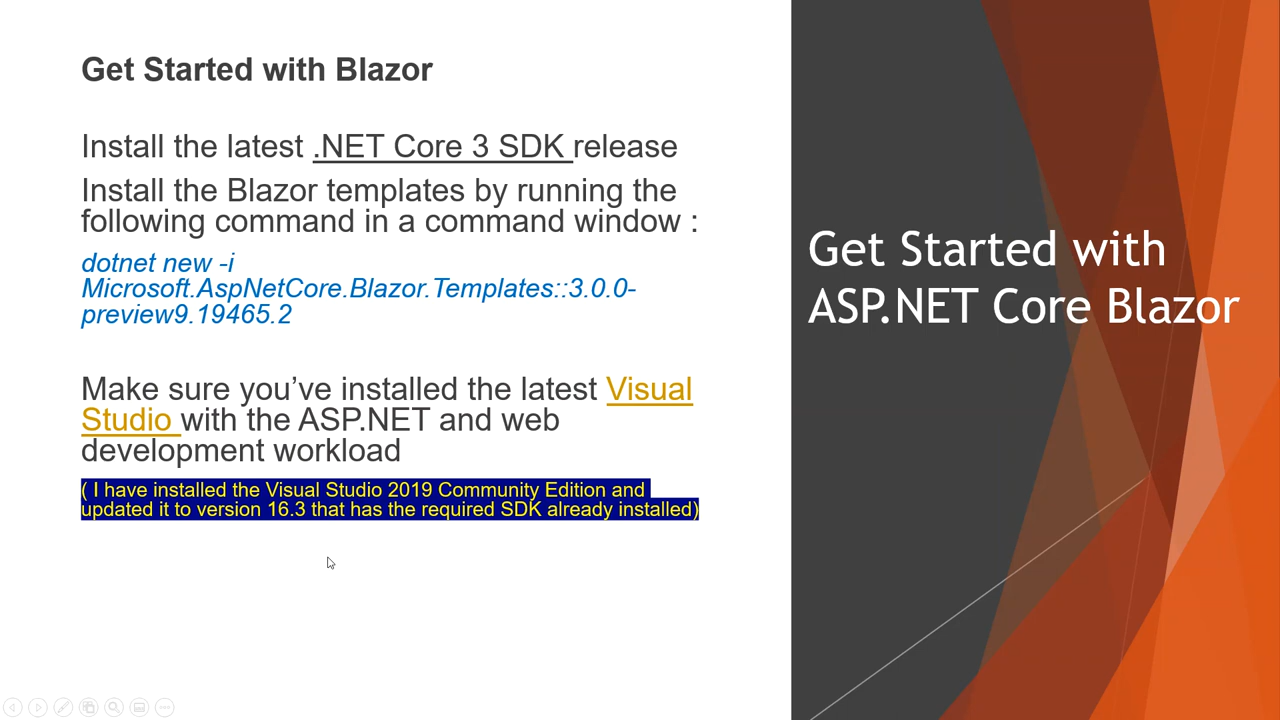 Get Started with Blazor
Install the latest .NET Core 3 SDK release
Install the Blazor templates by running the
following command in a command window :
dotnet new -i
Microsoft.AspNetCore.Blazor.Templates::3.0.0-
preview9.19465.2
Make sure you’ve installed the latest Visual
Studio with the ASP.NET and web
development workload
( I have installed the Visual Studio 2019 Community Edition and
updated it to version 16.3 that has the required SDK already installed)
Get Started with
ASP.NET Core Blazor